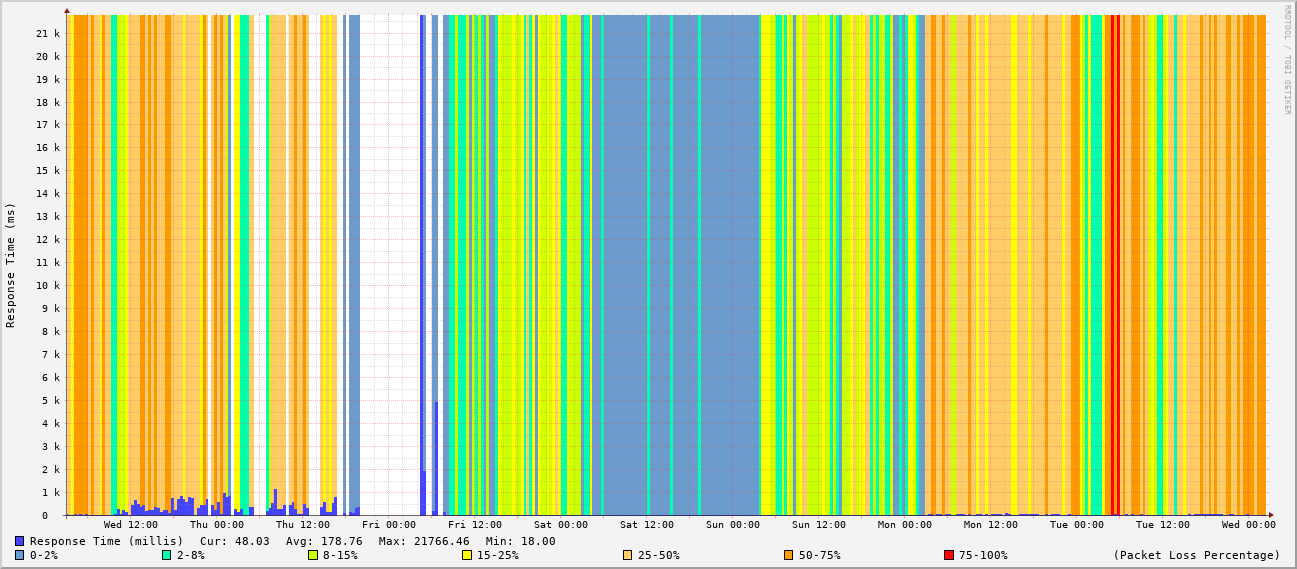 RRDTOOL / TOBI OETIKER
Response Time (ms)
21 k
20 k
19 k
18 k
17 k
16 k
15 k
14 k
13 k
12 k
11 k
10 k
9 k
8 k
7 k
6 k
5 k
4 k
3 k
2 k
1 k
0
Wed 12:00 Thu 00:00 Thu 12:00 Fri 00:00 Fri 12:00 Sat 00:00 Sat 12:00 Sun 00:00 Sun 12:00 Mon 00:00 Mon 12:00 Tue 00:00 Tue 12:00 Wed 00:00
Response Time (millis) Cur: 48.03 Avg: 178.76 Max: 21766.46 Min: 18.00
0-2% 2-8% 8-15% 15-25% 25-50% 50-75% 75-100% (Packet Loss Percentage)